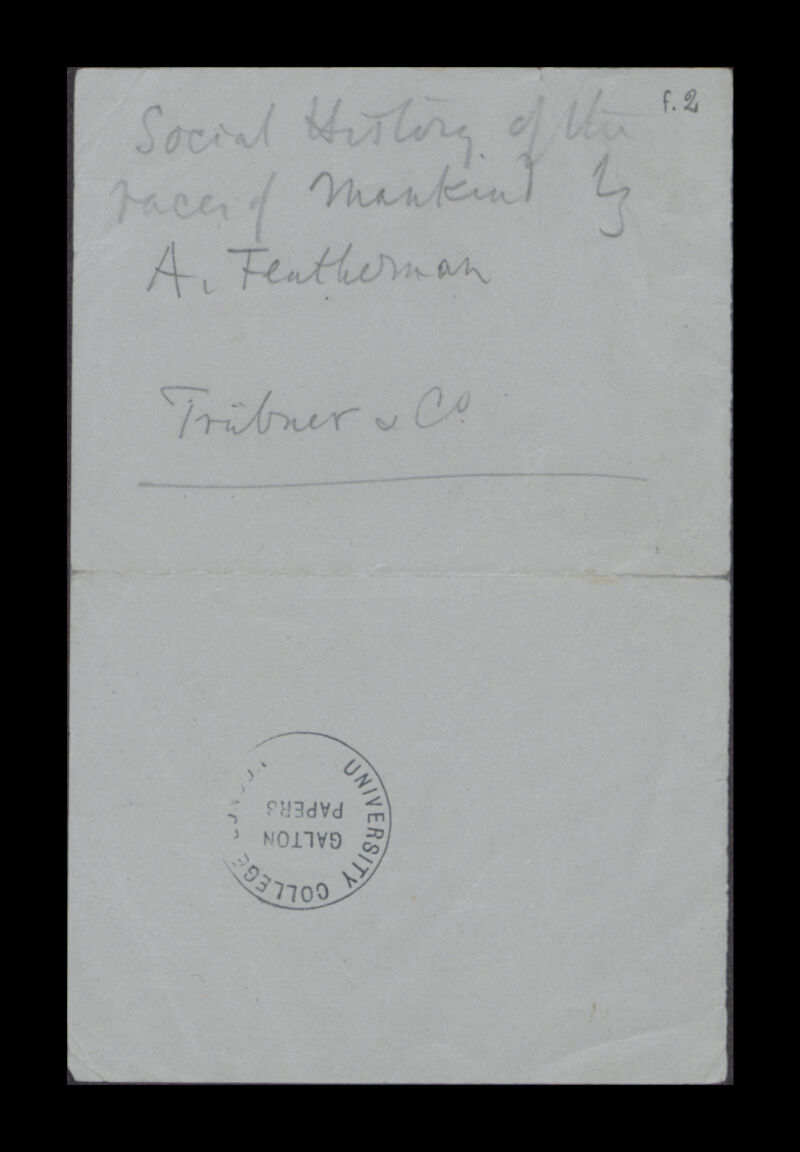 f. 2
Social History of the
races of Mankind by
A. Featherman
Trübner & Co.
UNIVERSITY COLLEGE
GALTON
PAPERS